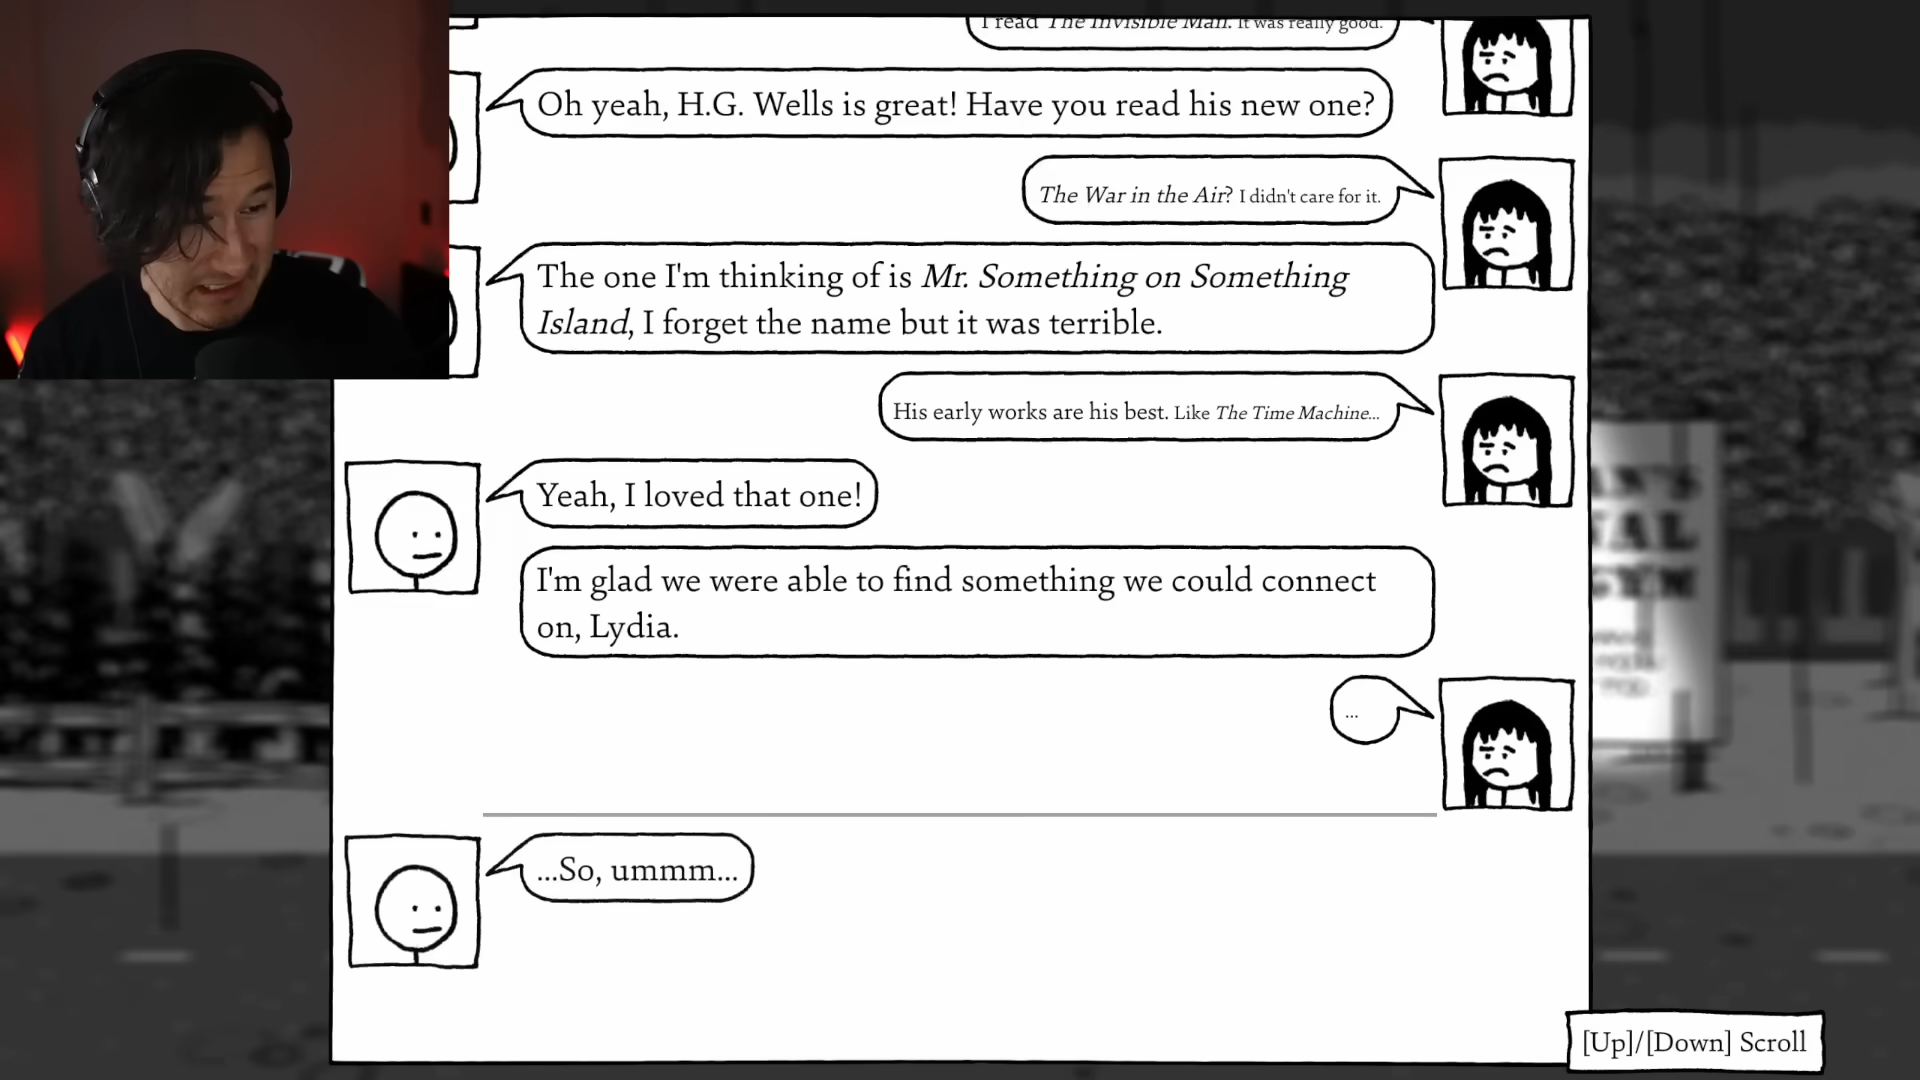 I read The Invisible Man. It was really good.
Oh yeah, H.G. Wells is great! Have you read his new one?
The War in the Air? I didn't care for it.
The one I'm thinking of is Mr. Something on Something
Island, I forget the name but it was terrible.
His early works are his best. Like The Time Machine...
Yeah, I loved that one!
I'm glad we were able to find something we could connect
on, Lydia.
...
...So, ummm...
[Up]/[Down] Scroll